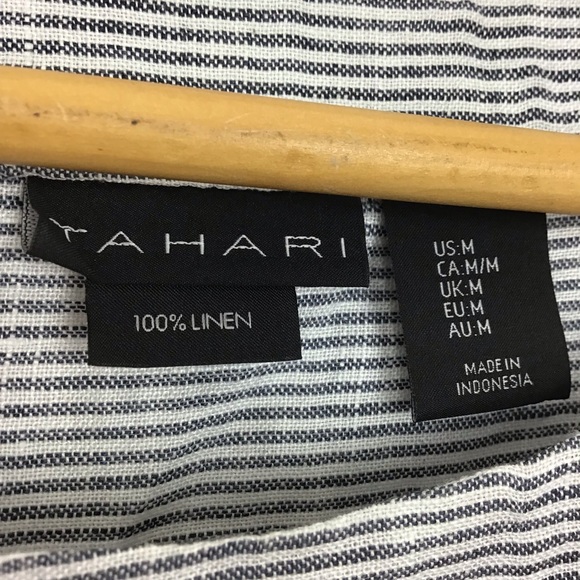 TAHARI
100% LINEN
US:M
CA:M/M
UK:M
EU:M
AU:M
MADE IN
INDONESIA